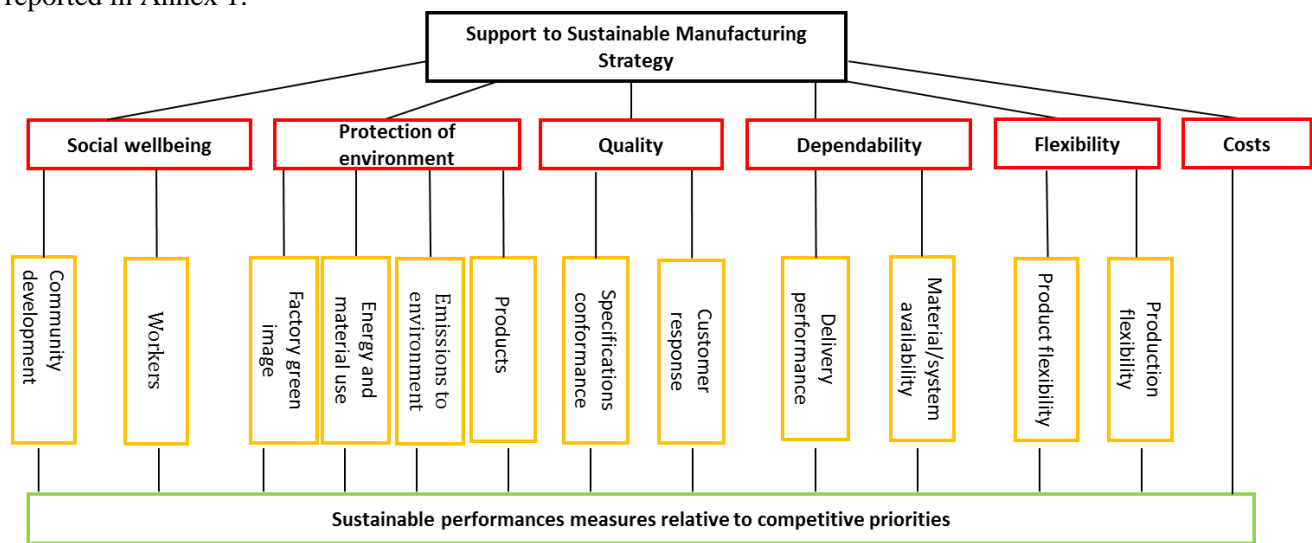 reported in Annex 1.
Support to Sustainable Manufacturing
Strategy
Social wellbeing
Protection of
environment
Quality
Dependability
Flexibility
Costs
Community
development
Workers
Factory green
image
Energy and
material use
Emissions to
environment
Products
Specifications
conformance
Customer
response
Delivery
performance
Material/system
availability
Product flexibility
Production
flexibility
Sustainable performances measures relative to competitive priorities